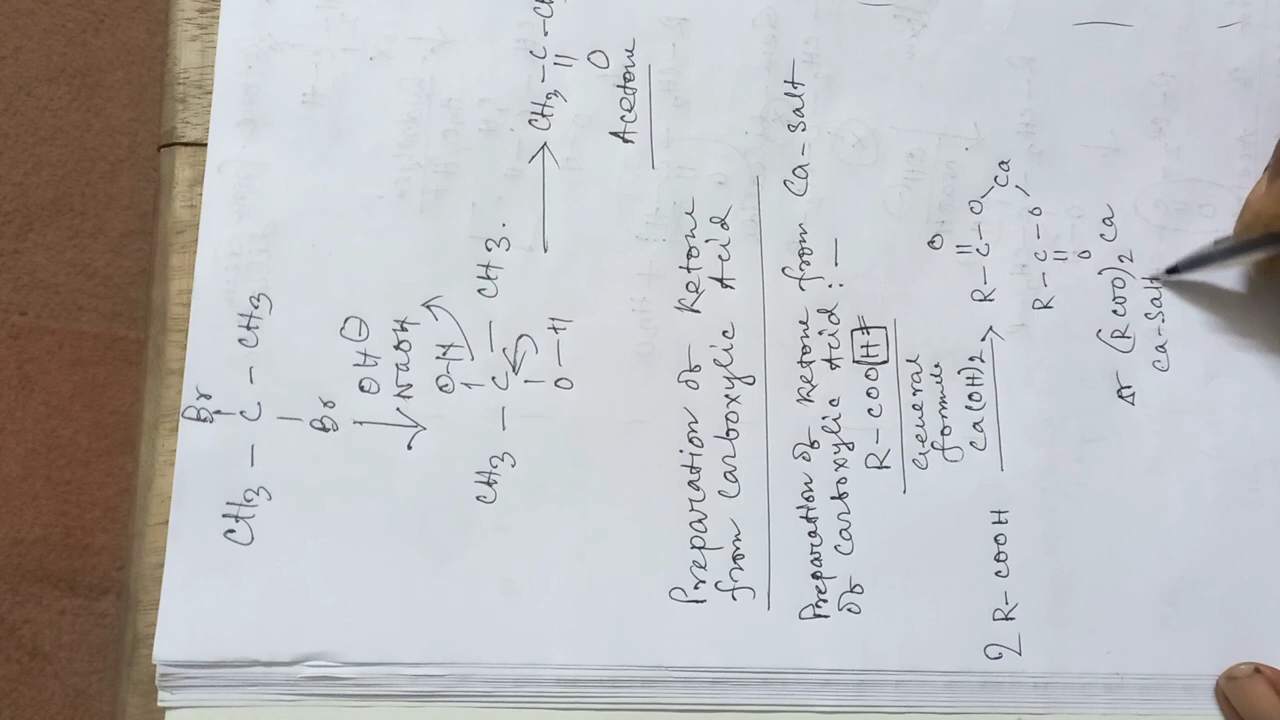 Br
CH3 - C - CH3
Br
OH⊖
NaOH
O-H
CH3 - C - CH3.
O-H
CH3 - C - CH
O
Acetone
Preparation of Ketone
from Carboxylic Acid
Preparation of Ketone from Ca-Salt
of Carboxylic Acid:-
R-COOH
General
formula
2 R-COOH Ca(OH)2 R-C-O Ca
O
R-C-O
O
or (RCOO)2 Ca
Ca-Salt